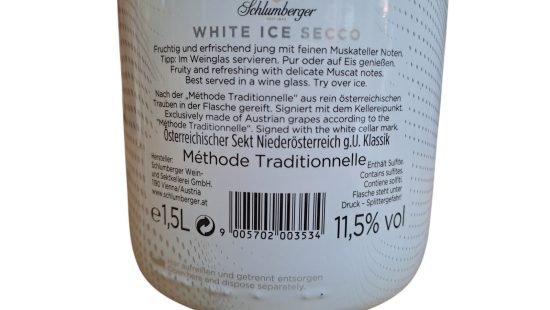 Schlumberger
WHITE ICE SECCO
Fruchtig und erfrischend jung mit feinen Muskateller Noten.
Tipp: Im Weinglas servieren. Pur oder auf Eis genießen.
Fruity and refreshing with delicate Muscat notes.
Best served in a wine glass. Try over ice.
Nach der „Méthode Traditionnelle" aus rein österreichischen
Trauben in der Flasche gereift. Signiert mit dem Kellereipunkt.
Exclusively made of Austrian grapes according to the
"Méthode Traditionnelle". Signed with the white cellar mark.
Österreichischer Sekt Niederösterreich g.U. Klassik
Méthode Traditionnelle
Hersteller:
Schlumberger Wein-
und Sektkellerei GmbH.
1190 Vienna/Austria
www.schlumberger.at
Enthält Sulfite
Contains sulfites.
Contiene solfiti.
Flasche steht unter
Druck - Splittergefahr!
e 1,5L
9 005702 003534
11,5% vol
nur aufreißen und getrennt entsorgen
here and dispose separately.